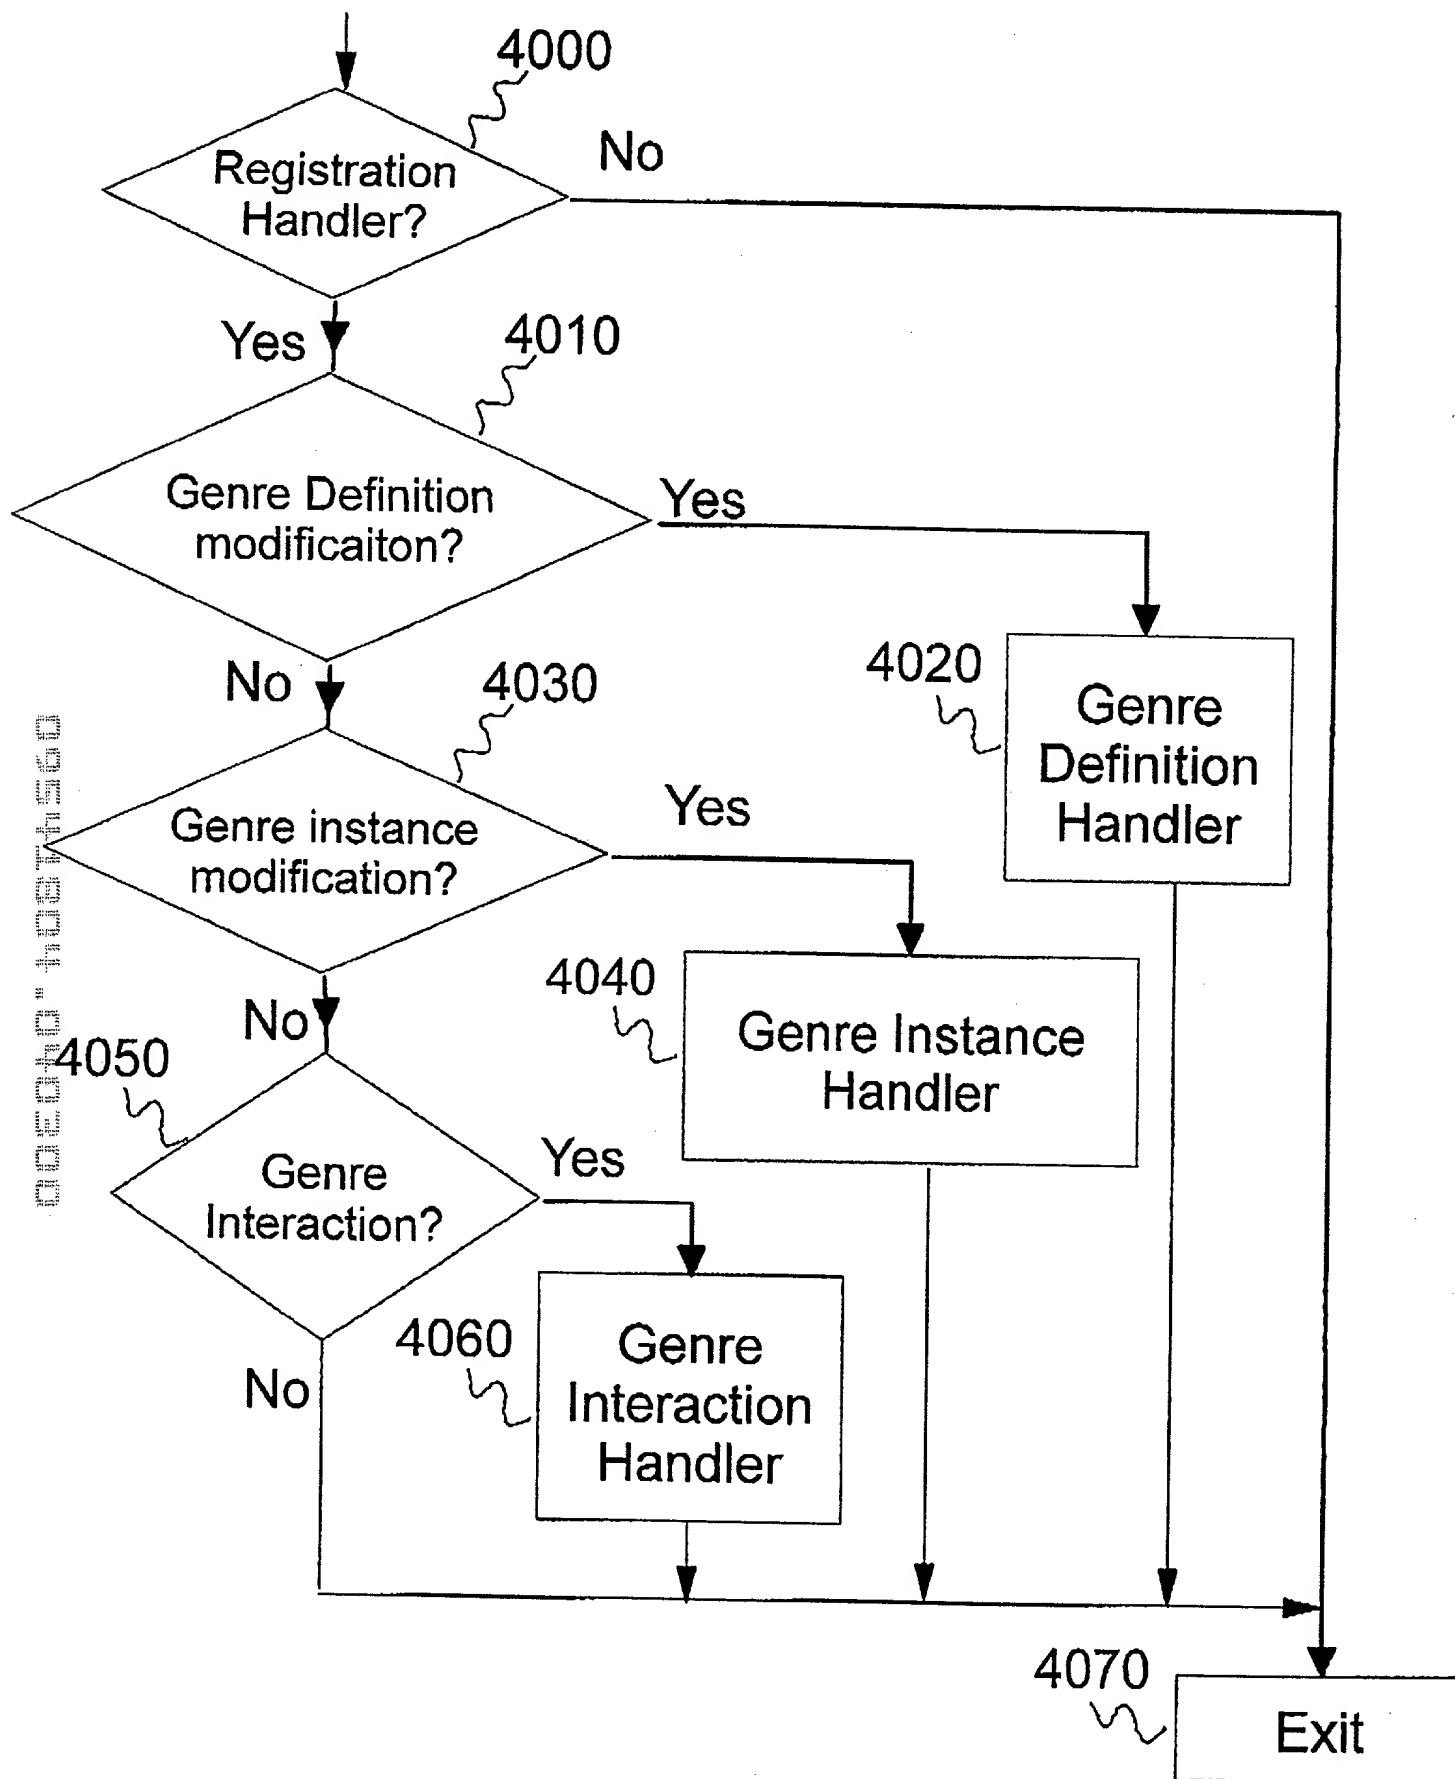 4000
Registration
Handler?
No
Yes
4010
Genre Definition
modificaiton?
Yes
No
4020
Genre
Definition
Handler
4030
Genre instance
modification?
Yes
No
4040
Genre Instance
Handler
4050
Genre
Interaction?
Yes
No
4060
Genre
Interaction
Handler
4070
Exit